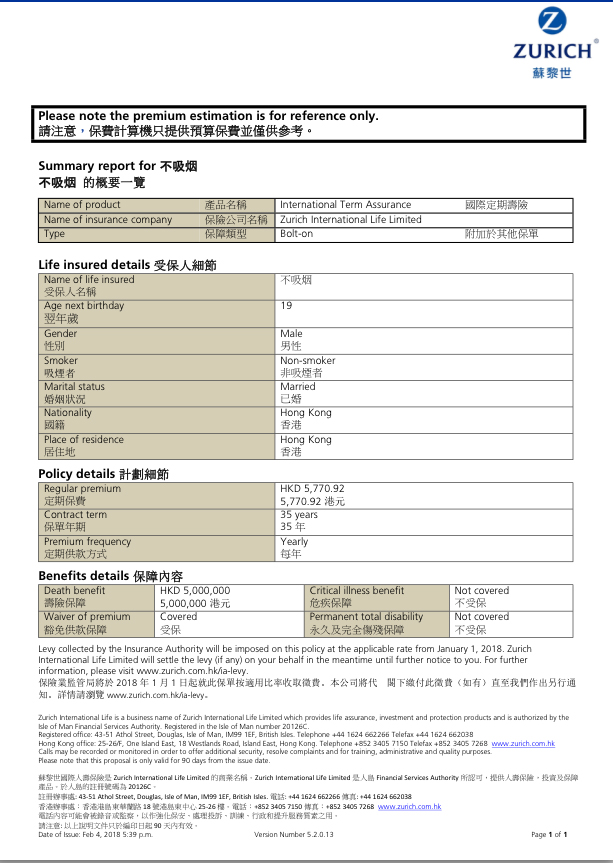 ZURICH®
蘇黎世
Please note the premium estimation is for reference only.
請注意，保費計算機只提供預算保費並僅供參考。
Summary report for 不吸烟
不吸烟 的概要一覽
Name of product 產品名稱 International Term Assurance 國際定期壽險
Name of insurance company 保險公司名稱 Zurich International Life Limited
Type 保障類型 Bolt-on 附加於其他保單
Life insured details 受保人細節
Name of life insured 不吸烟
受保人名稱
Age next birthday 19
翌年歲
Gender Male
性別 男性
Smoker Non-smoker
吸煙者 非吸煙者
Marital status Married
婚姻狀況 已婚
Nationality Hong Kong
國籍 香港
Place of residence Hong Kong
居住地 香港
Policy details 計劃細節
Regular premium HKD 5,770.92
定期保費 5,770.92 港元
Contract term 35 years
保單年期 35 年
Premium frequency Yearly
定期供款方式 每年
Benefits details 保障內容
Death benefit HKD 5,000,000 Critical illness benefit Not covered
壽險保障 5,000,000 港元 危疾保障 不受保
Waiver of premium Covered Permanent total disability Not covered
豁免供款保障 受保 永久及完全傷殘保障 不受保
Levy collected by the Insurance Authority will be imposed on this policy at the applicable rate from January 1, 2018. Zurich
International Life Limited will settle the levy (if any) on your behalf in the meantime until further notice to you. For further
information, please visit www.zurich.com.hk/ia-levy.
保險業監管局將於 2018 年 1 月 1 日起就此保單按適用比率收取徵費。本公司將代 閣下繳付此徵費（如有）直至我們作出另行通
知。詳情請瀏覽 www.zurich.com.hk/ia-levy。
Zurich International Life is a business name of Zurich International Life Limited which provides life assurance, investment and protection products and is authorized by the
Isle of Man Financial Services Authority. Registered in the Isle of Man number 20126C.
Registered office: 43-51 Athol Street, Douglas, Isle of Man, IM99 1EF, British Isles. Telephone +44 1624 662266 Telefax +44 1624 662038
Hong Kong office: 25-26/F, One Island East, 18 Westlands Road, Island East, Hong Kong. Telephone +852 3405 7150 Telefax +852 3405 7268 www.zurich.com.hk
Calls may be recorded or monitored in order to offer additional security, resolve complaints and for training, administrative and quality purposes.
Please note that this proposal is only valid for 90 days from the issue date.
蘇黎世國際人壽保險是 Zurich International Life Limited 的商業名稱。Zurich International Life Limited 是人島 Financial Services Authority 所認可，提供人壽保險、投資及保障
產品，於人島的註冊號碼為 20126C。
註冊辦事處: 43-51 Athol Street, Douglas, Isle of Man, IM99 1EF, British Isles. 電話: +44 1624 662266 傳真: +44 1624 662038
香港辦事處：香港港島東華蘭路 18 號港島東中心 25-26 樓。電話：+852 3405 7150 傳真：+852 3405 7268 www.zurich.com.hk
電話內容可能會被錄音或監察，以作強化保安、處理投訴、訓練、行政和提升服務質素之用。
請注意: 以上說明文件只於編印日起 90 天內有效。
Date of Issue: Feb 4, 2018 5:39 p.m. Version Number 5.2.0.13 Page 1 of 1